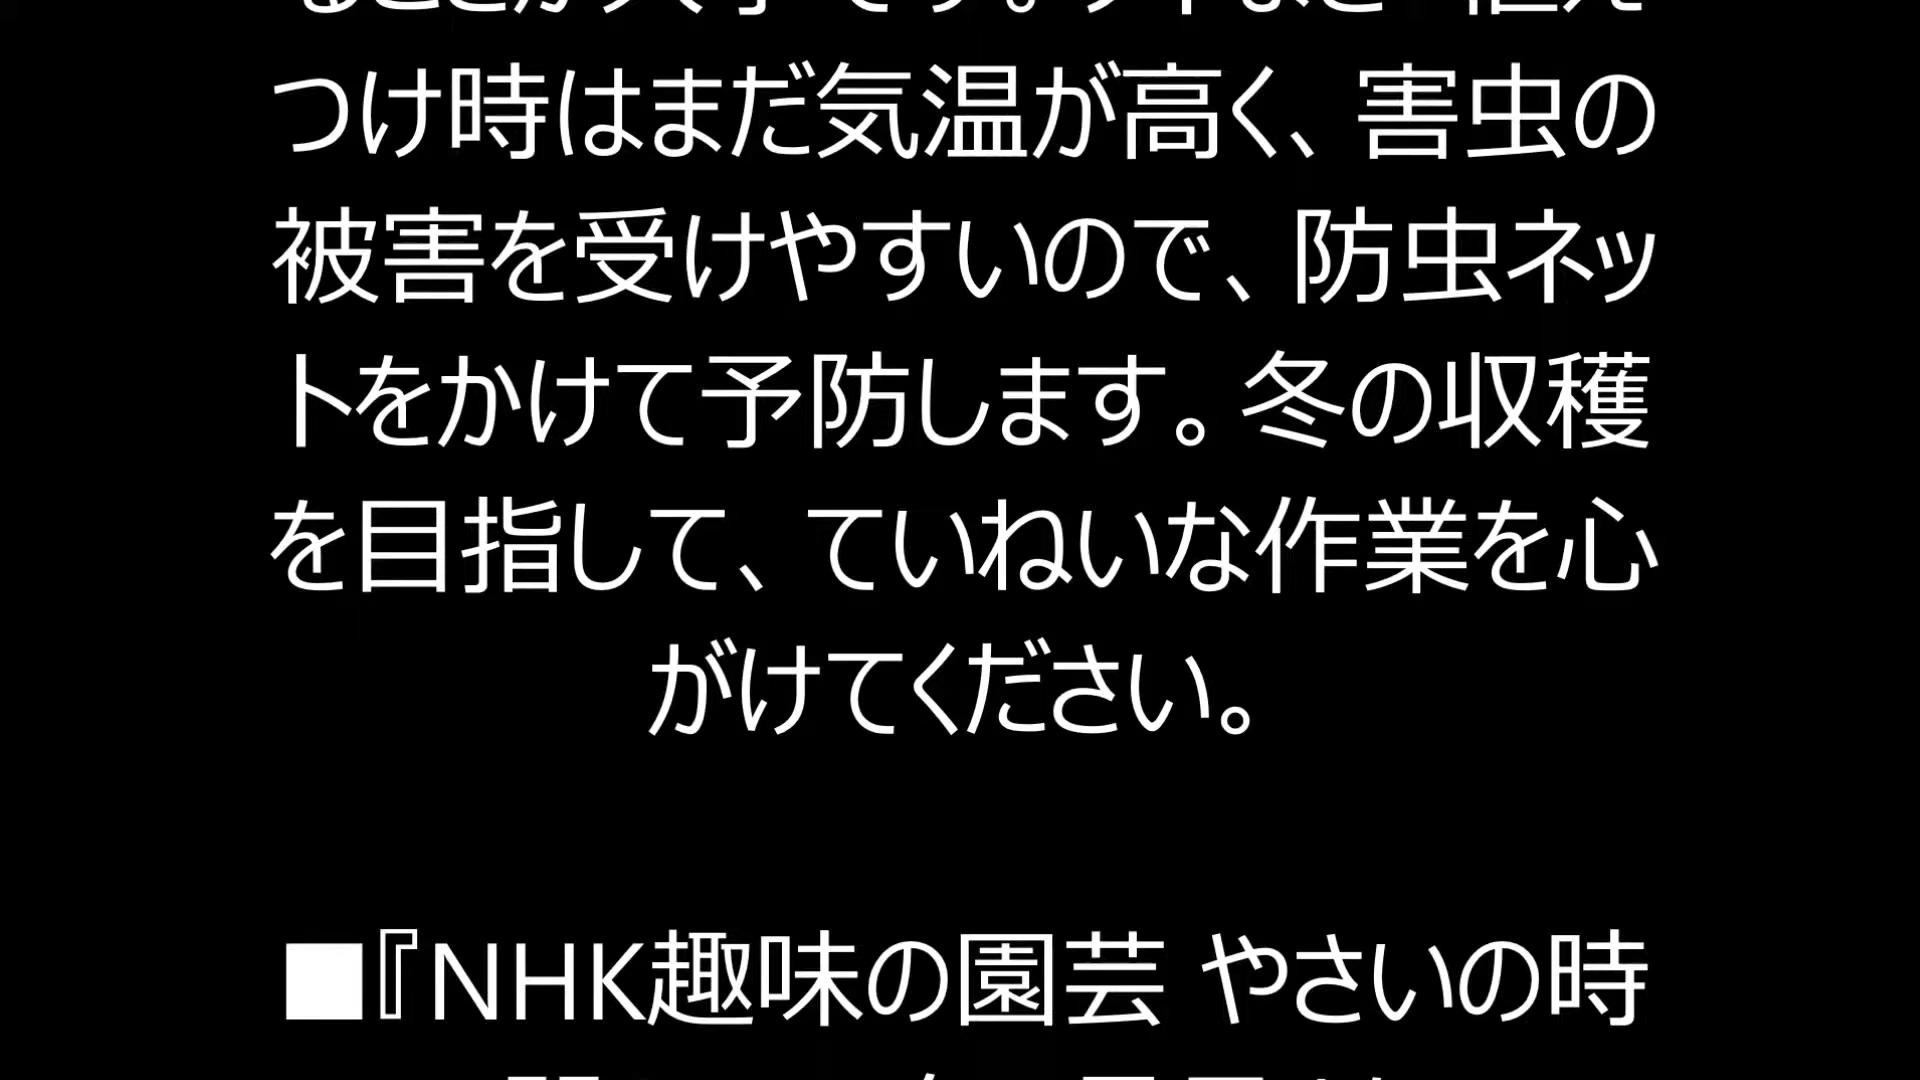 つけ時はまだ気温が高く、害虫の
被害を受けやすいので、防虫ネッ
トをかけて予防します。冬の収穫
を目指して、ていねいな作業を心
がけてください。
■『NHK趣味の園芸 やさいの時